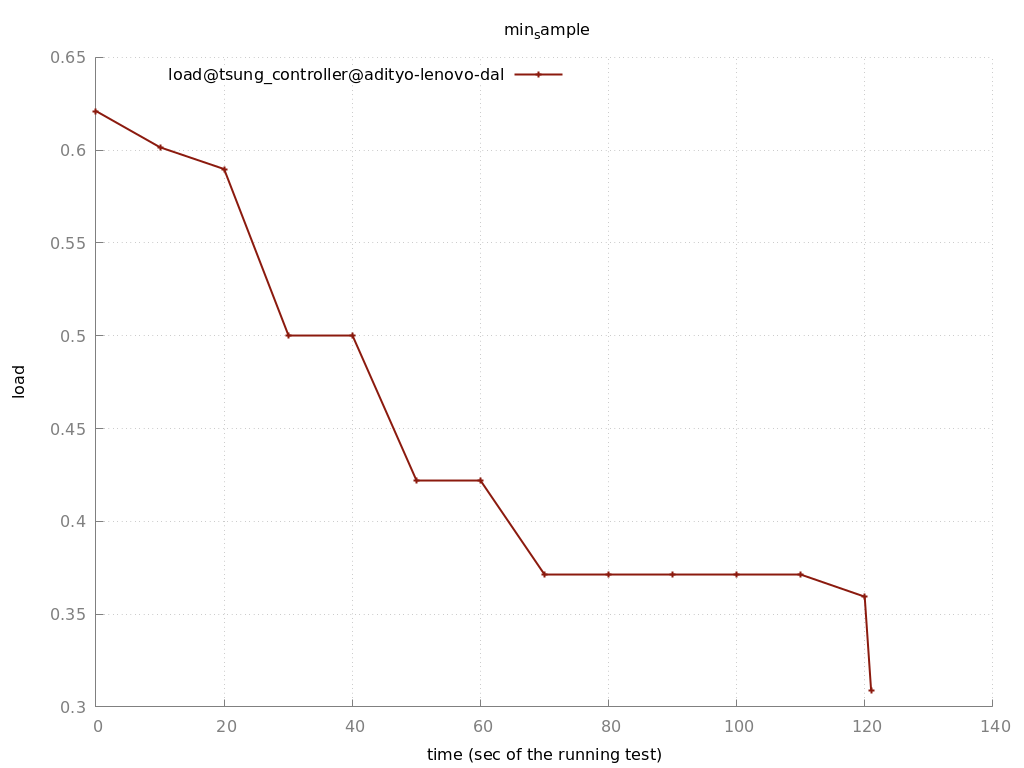 min_sample
load@tsung_controller@adityo-lenovo-dal
0.65
0.6
0.55
0.5
0.45
0.4
0.35
0.3
load
0 20 40 60 80 100 120 140
time (sec of the running test)